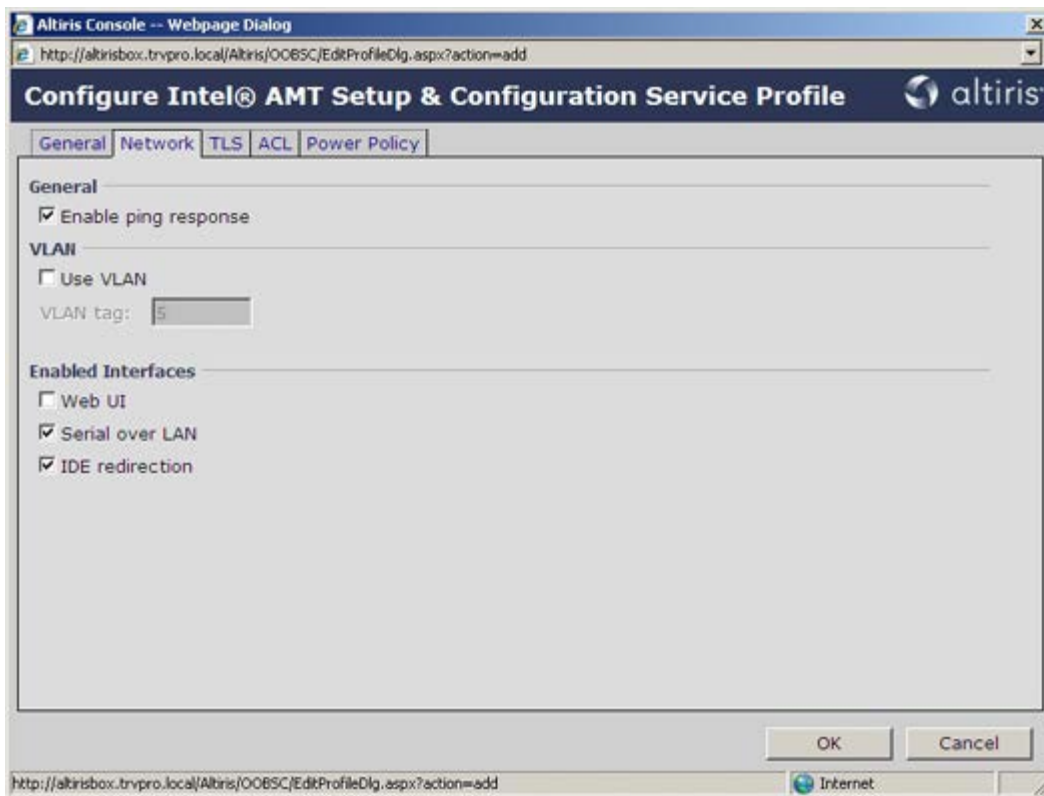 Altiris Console -- Webpage Dialog
http://altirisbox.trvpro.local/Altiris/OOBSC/EditProfileDlg.aspx?action=add
Configure Intel® AMT Setup & Configuration Service Profile altiris
General Network TLS ACL Power Policy
General
Enable ping response
VLAN
Use VLAN
VLAN tag: 5
Enabled Interfaces
Web UI
Serial over LAN
IDE redirection
OK Cancel
http://altirisbox.trvpro.local/Altiris/OOBSC/EditProfileDlg.aspx?action=add Internet